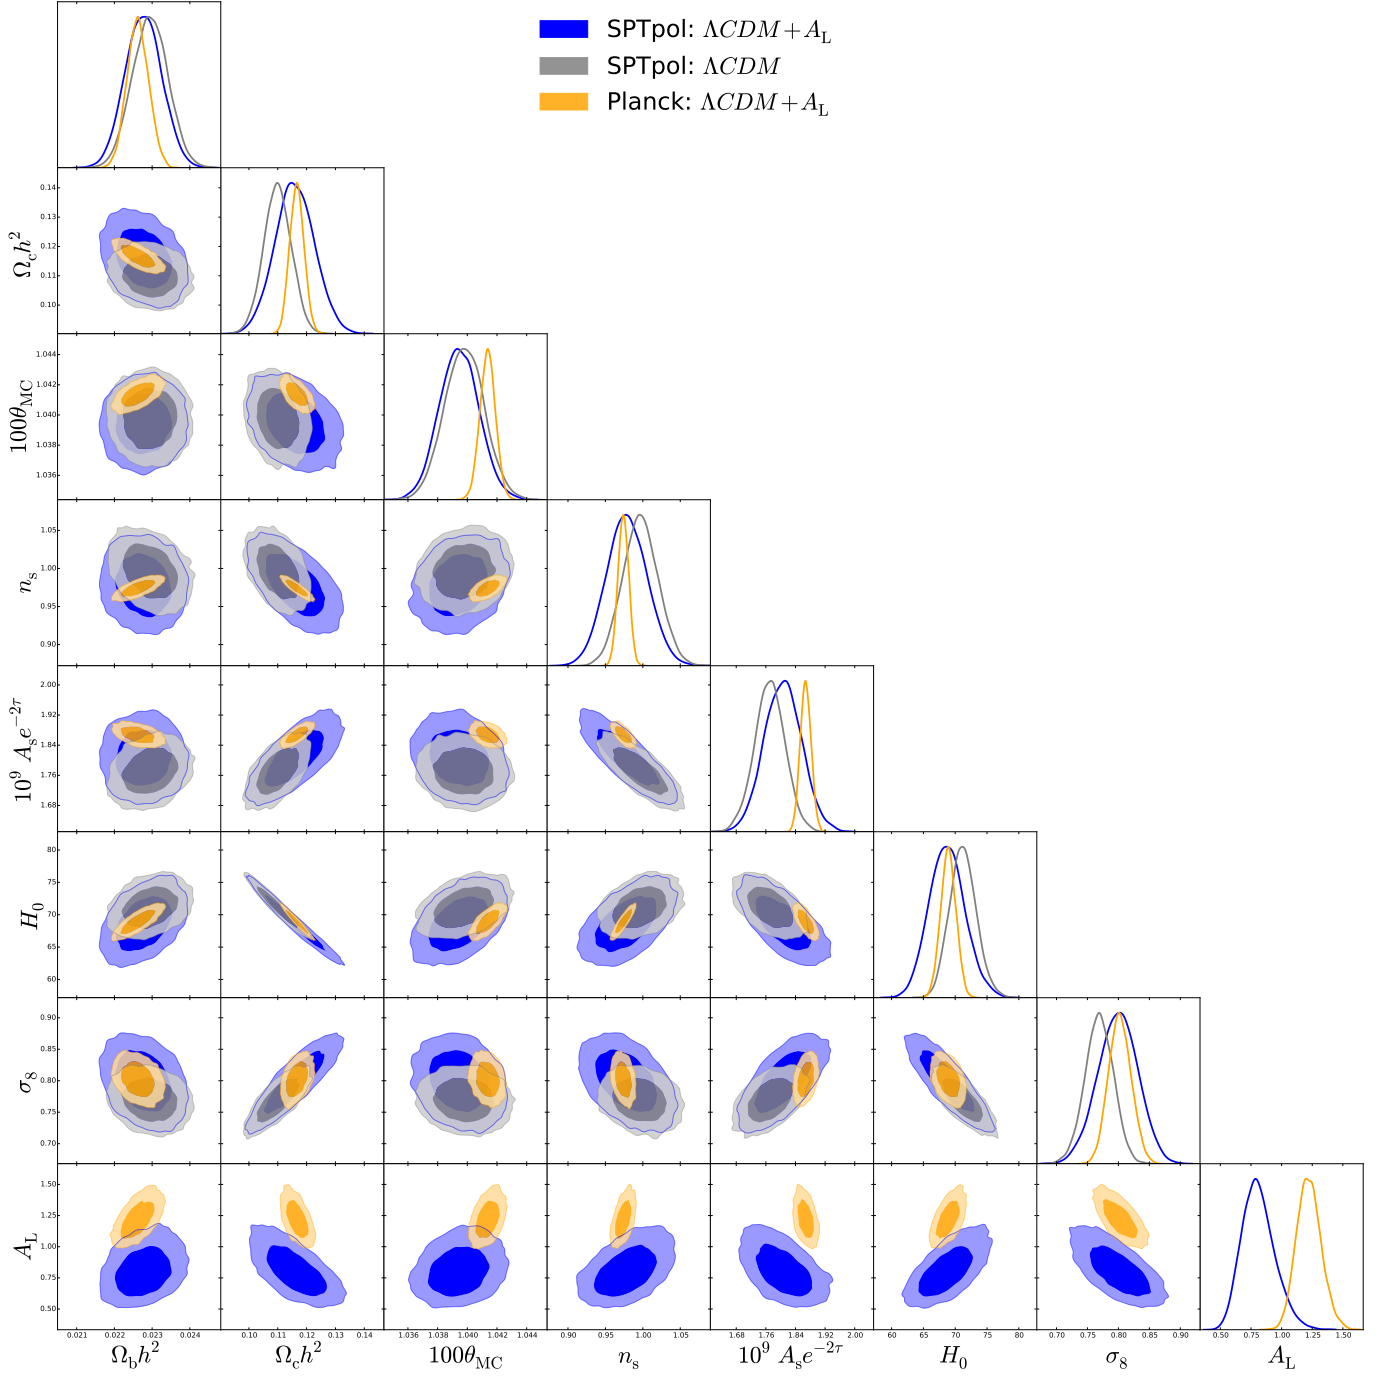 SPTpol: ΛCDM+A_L
SPTpol: ΛCDM
Planck: ΛCDM+A_L
0.14
0.13
0.12
0.11
0.10
Ω_c h²
1.044
1.042
1.040
1.038
1.036
100θ_MC
1.05
1.00
0.95
0.90
n_s
2.00
1.92
1.84
1.76
1.68
10⁹ A_s e^{−2τ}
80
75
70
65
60
H_0
0.90
0.85
0.80
0.75
0.70
σ_8
1.50
1.25
1.00
0.75
0.50
A_L
0.021 0.022 0.023 0.024 0.10 0.11 0.12 0.13 0.14 1.036 1.038 1.040 1.042 1.044 0.90 0.95 1.00 1.05 1.68 1.76 1.84 1.92 2.00 60 65 70 75 80 0.70 0.75 0.80 0.85 0.90 0.50 0.75 1.00 1.25 1.50
Ω_b h² Ω_c h² 100θ_MC n_s 10⁹ A_s e^{−2τ} H_0 σ_8 A_L